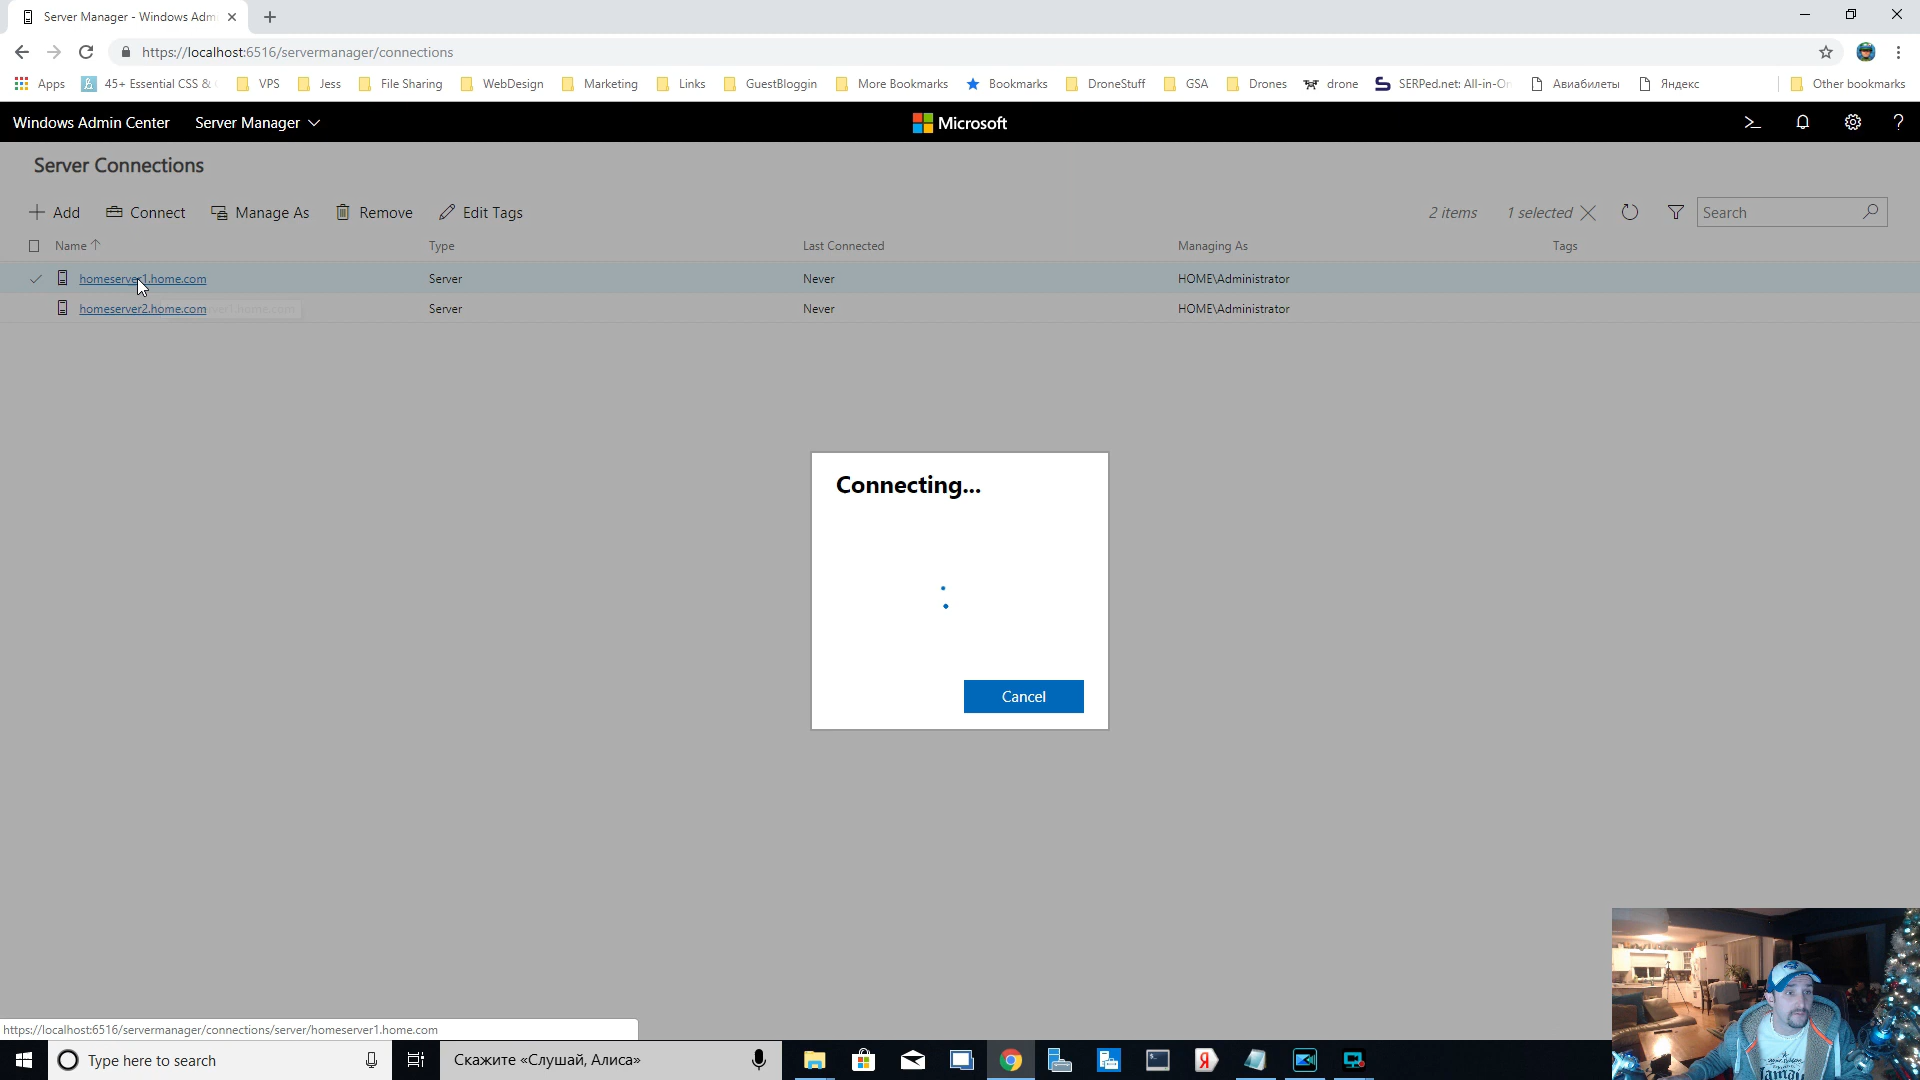 Server Manager - Windows Adm
https://localhost:6516/servermanager/connections
Apps 45+ Essential CSS & VPS Jess File Sharing WebDesign Marketing Links GuestBloggin More Bookmarks Bookmarks DroneStuff GSA Drones drone SERPed.net: All-in-On Авиабилеты Яндекс Other bookmarks
Windows Admin Center Server Manager Microsoft
Server Connections
Add Connect Manage As Remove Edit Tags 2 items 1 selected Search
Name Type Last Connected Managing As Tags
homeserver1.home.com Server Never HOME\Administrator
homeserver2.home.com Server Never HOME\Administrator
Connecting...
Cancel
https://localhost:6516/servermanager/connections/server/homeserver1.home.com
Type here to search Скажите «Слушай, Алиса»